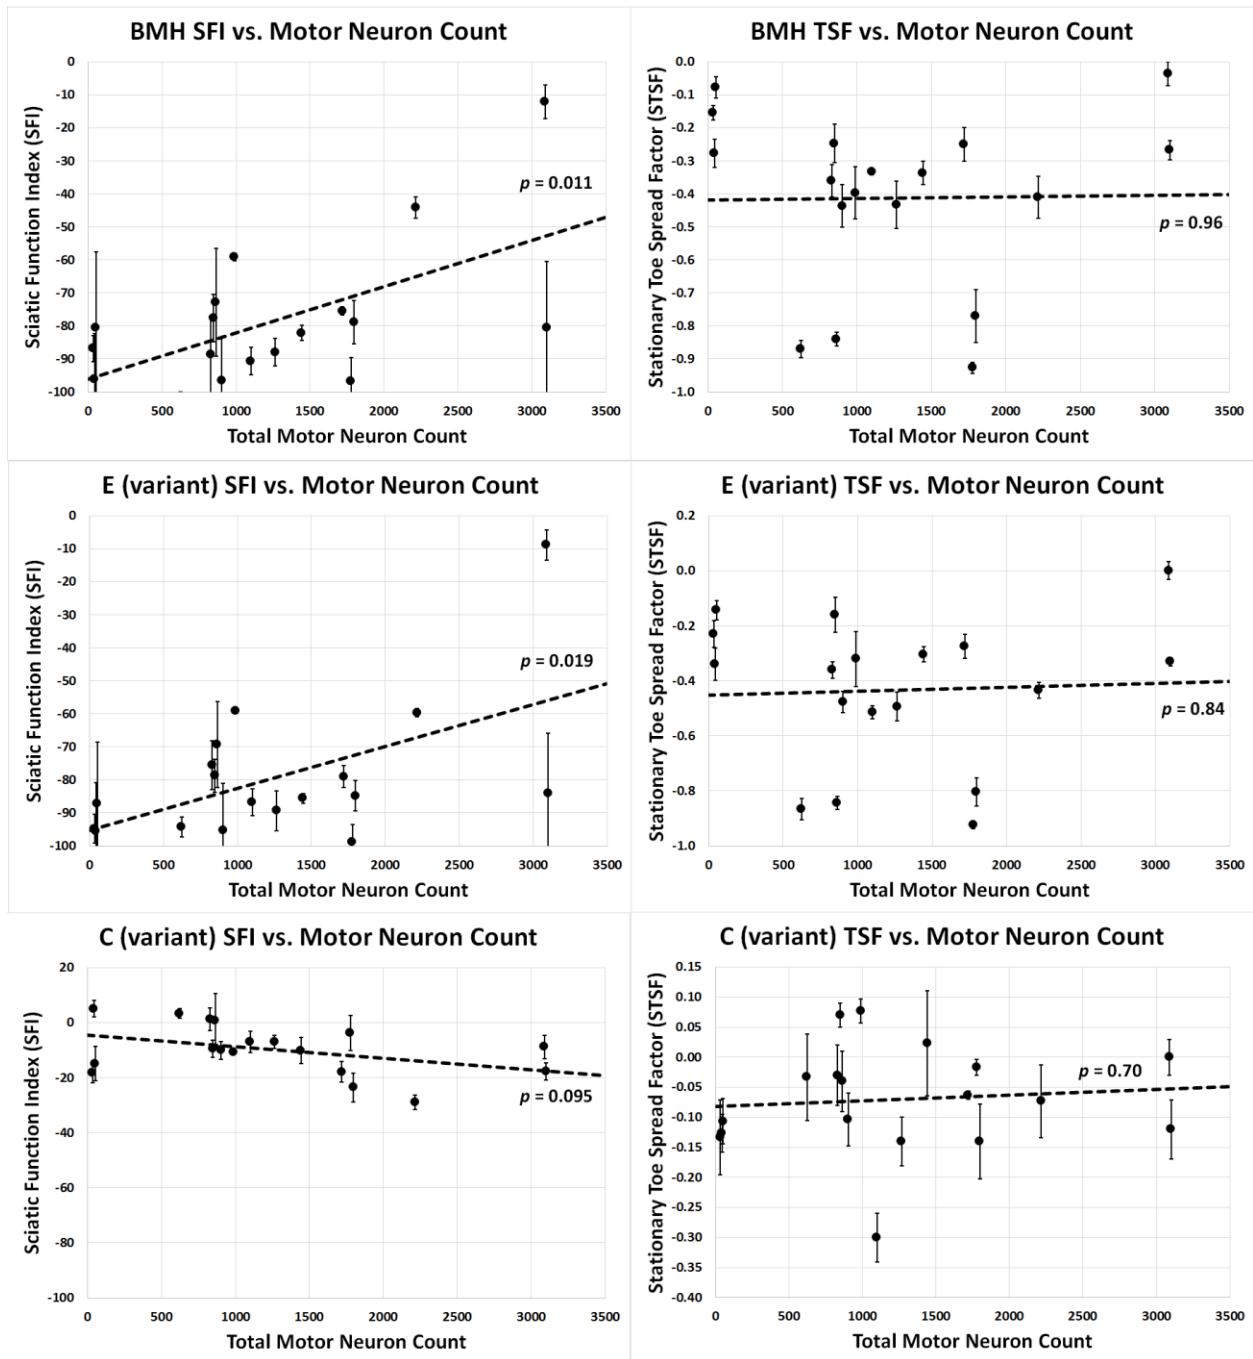 BMH SFI vs. Motor Neuron Count
Sciatic Function Index (SFI)
0
-10
-20
-30
-40
-50
-60
-70
-80
-90
-100
p = 0.011
0 500 1000 1500 2000 2500 3000 3500
Total Motor Neuron Count
BMH TSF vs. Motor Neuron Count
Stationary Toe Spread Factor (STSF)
0.0
-0.1
-0.2
-0.3
-0.4
-0.5
-0.6
-0.7
-0.8
-0.9
-1.0
p = 0.96
0 500 1000 1500 2000 2500 3000 3500
Total Motor Neuron Count
E (variant) SFI vs. Motor Neuron Count
Sciatic Function Index (SFI)
0
-10
-20
-30
-40
-50
-60
-70
-80
-90
-100
p = 0.019
0 500 1000 1500 2000 2500 3000 3500
Total Motor Neuron Count
E (variant) TSF vs. Motor Neuron Count
Stationary Toe Spread Factor (STSF)
0.2
0.0
-0.2
-0.4
-0.6
-0.8
-1.0
p = 0.84
0 500 1000 1500 2000 2500 3000 3500
Total Motor Neuron Count
C (variant) SFI vs. Motor Neuron Count
Sciatic Function Index (SFI)
20
0
-20
-40
-60
-80
-100
p = 0.095
0 500 1000 1500 2000 2500 3000 3500
Total Motor Neuron Count
C (variant) TSF vs. Motor Neuron Count
Stationary Toe Spread Factor (STSF)
0.15
0.10
0.05
0.00
-0.05
-0.10
-0.15
-0.20
-0.25
-0.30
-0.35
-0.40
p = 0.70
0 500 1000 1500 2000 2500 3000 3500
Total Motor Neuron Count